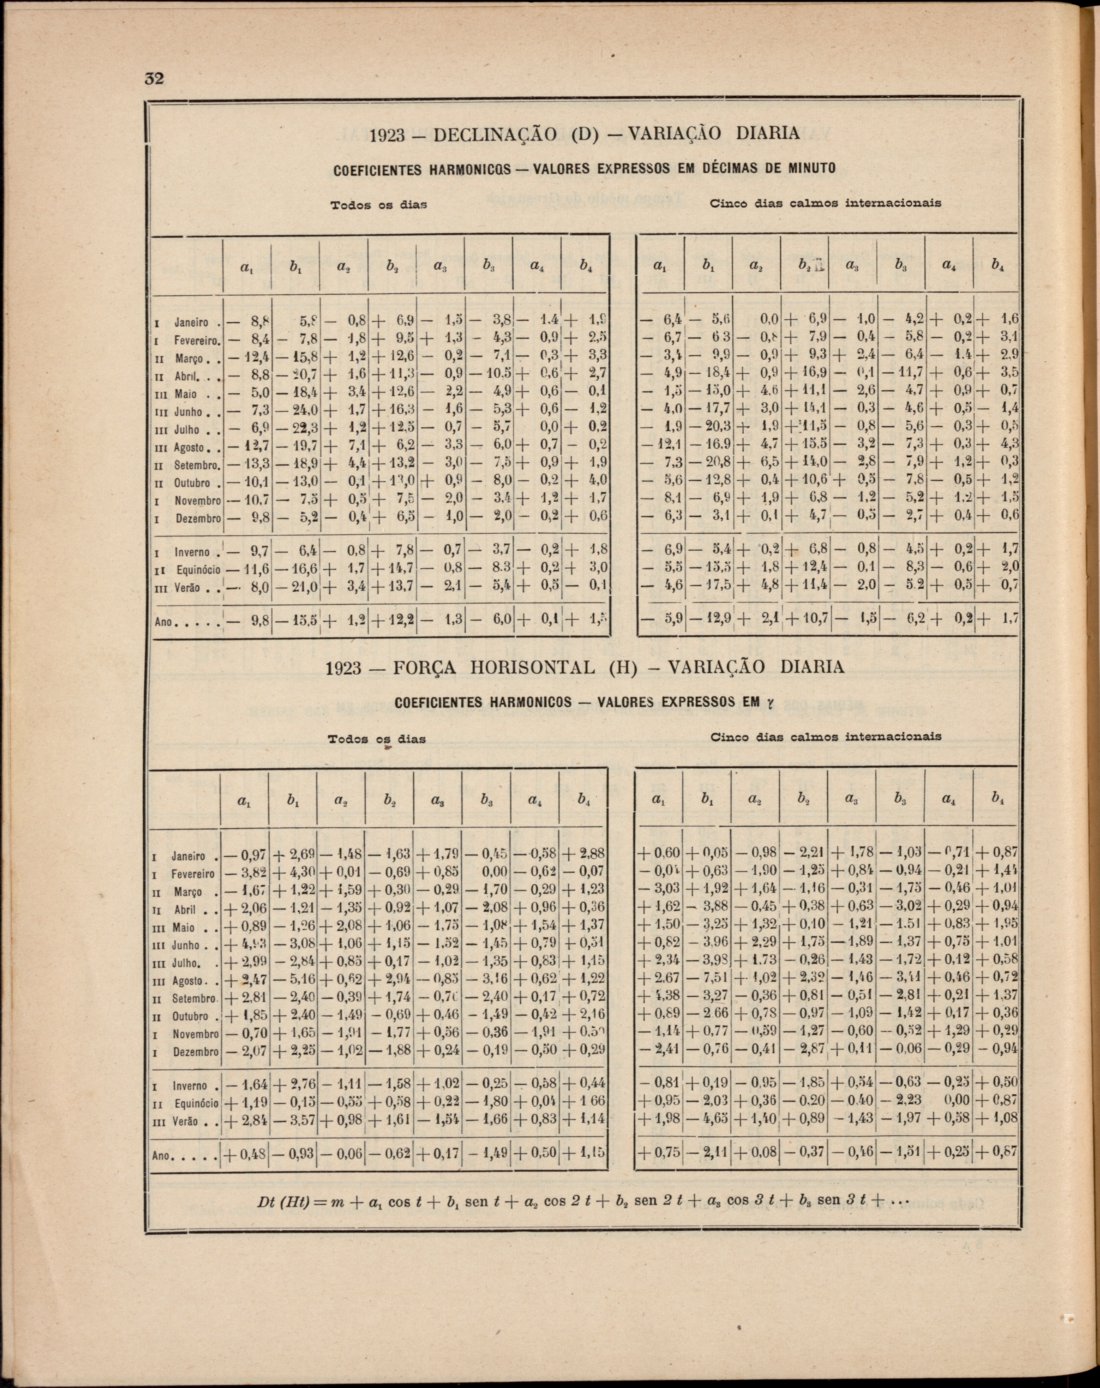 32
1923 — DECLINAÇÃO (D) — VARIAÇÃO DIARIA
COEFICIENTES HARMONICOS — VALORES EXPRESSOS EM DÉCIMAS DE MINUTO
Todos os dias Cinco dias calmos internacionais
a₁ b₁ a₂ b₂ a₃ b₃ a₄ b₄ a₁ b₁ a₂ b₂ a₃ b₃ a₄ b₄
I Janeiro . — 8,8 5,8 — 0,8 + 6,9 — 1,5 — 3,8 — 1,4 + 1,9 — 6,4 — 5,6 0,0 + 6,9 — 1,0 — 4,2 + 0,2 + 1,6
I Fevereiro. — 8,4 — 7,8 — 1,8 + 9,5 + 1,3 — 4,3 — 0,9 + 2,5 — 6,7 — 6 3 — 0,8 + 7,9 — 0,4 — 5,8 — 0,2 + 3,1
II Março . . — 12,4 — 15,8 + 1,2 + 12,6 — 0,2 — 7,1 — 0,3 + 3,3 — 3,4 — 9,9 — 0,9 + 9,3 + 2,4 — 6,4 — 1.4 + 2.9
II Abril. . . — 8,8 — 20,7 + 1,6 + 11,3 — 0,9 — 10.5 + 0,6 + 2,7 — 4,9 — 18,4 + 0,9 + 16,9 — 0,1 — 11,7 + 0,6 + 3,5
III Maio . . — 5,0 — 18,4 + 3,4 + 12,6 — 2,2 — 4,9 + 0,6 — 0,1 — 1,5 — 15,0 + 4,6 + 11,1 — 2,6 — 4,7 + 0,9 + 0,7
III Junho . . — 7,3 — 24,0 + 1,7 + 16,3 — 1,6 — 5,3 + 0,6 — 1,2 — 4,0 — 17,7 + 3,0 + 14,1 — 0,3 — 4,6 + 0,5 — 1,4
III Julho . . — 6,9 — 22,3 + 1,2 + 12,5 — 0,7 — 5,7 0,0 + 0,2 — 1,9 — 20,3 + 1,9 + 11,5 — 0,8 — 5,6 — 0,3 + 0,5
III Agosto. . — 12,7 — 19,7 + 7,1 + 6,2 — 3,3 — 6,0 + 0,7 — 0,2 — 12,1 — 16.9 + 4,7 + 15.5 — 3,2 — 7,3 + 0,3 + 4,3
II Setembro. — 13,3 — 18,9 + 4,4 + 13,2 — 3,0 — 7,5 + 0,9 + 1,9 — 7,3 — 20,8 + 6,5 + 14,0 — 2,8 — 7,9 + 1,2 + 0,3
II Outubro . — 10,1 — 13,0 — 0,1 + 13,0 + 0,9 — 8,0 — 0,2 + 4,0 — 5,6 — 12,8 + 0,4 + 10,6 + 0,5 — 7,8 — 0,5 + 1,2
I Novembro — 10,7 — 7.5 + 0,5 + 7,5 — 2,0 — 3,4 + 1,2 + 1,7 — 8,1 — 6,9 + 1,9 + 6,8 — 1,2 — 5,2 + 1.2 + 1,5
I Dezembro — 9,8 — 5,2 — 0,4 + 6,5 — 1,0 — 2,0 — 0,2 + 0,6 — 6,3 — 3,1 + 0,1 + 4,7 — 0,5 — 2,7 + 0,4 + 0,6
I Inverno . — 9,7 — 6,4 — 0,8 + 7,8 — 0,7 — 3,7 — 0,2 + 1,8 — 6,9 — 5,4 + 0,2 + 6,8 — 0,8 — 4,5 + 0,2 + 1,7
II Equinócio — 11,6 — 16,6 + 1,7 + 14,7 — 0,8 — 8.3 + 0,2 + 3,0 — 5,5 — 15,5 + 1,8 + 12,4 — 0.1 — 8,3 — 0,6 + 2,0
III Verão . . — 8,0 — 21,0 + 3,4 + 13,7 — 2,1 — 5,4 + 0,5 — 0,1 — 4,6 — 17,5 + 4,8 + 11,4 — 2.0 — 5.2 + 0,5 + 0,7
Ano . . . . . — 9,8 — 15,5 + 1,2 + 12,2 — 1,3 — 6,0 + 0,1 + 1,5 — 5,9 — 12,9 + 2,1 + 10,7 — 1,5 — 6,2 + 0,2 + 1,7
1923 — FORÇA HORISONTAL (H) — VARIAÇÃO DIARIA
COEFICIENTES HARMONICOS — VALORES EXPRESSOS EM γ
Todos os dias Cinco dias calmos internacionais
a₁ b₁ a₂ b₂ a₃ b₃ a₄ b₄ a₁ b₁ a₂ b₂ a₃ b₃ a₄ b₄
I Janeiro . — 0,97 + 2,69 — 1,48 — 1,63 + 1,79 — 0,45 — 0,58 + 2,88 + 0,60 + 0,05 — 0,98 — 2,21 + 1,78 — 1,03 — 0,71 + 0,87
I Fevereiro — 3,82 + 4,30 + 0,01 — 0,69 + 0,85 0,00 — 0,62 — 0,07 — 0,04 + 0,63 — 1,90 — 1,25 + 0,84 — 0,94 — 0,21 + 1,44
II Março . — 1,67 + 1,22 + 1,59 + 0,30 — 0,29 — 1,70 — 0,29 + 1,23 — 3,03 + 1,92 + 1,64 — 1,16 — 0,31 — 1,75 — 0,46 + 1,01
II Abril . . + 2,06 — 1,21 — 1,35 + 0,92 + 1,07 — 2,08 + 0,96 + 0,36 + 1,62 — 3,88 — 0,45 + 0,38 + 0,63 — 3,02 + 0,29 + 0,94
III Maio . . + 0,89 — 1,26 + 2,08 + 1,06 — 1,75 — 1,08 + 1,54 + 1,37 + 1,50 — 3,25 + 1,32 + 0,10 — 1,21 — 1.51 + 0,83 + 1,95
III Junho . . + 4,93 — 3,08 + 1,06 + 1,15 — 1,52 — 1,45 + 0,79 + 0,51 + 0,82 — 3.96 + 2,29 + 1,75 — 1,89 — 1,37 + 0,75 + 1.01
III Julho. . + 2,99 — 2,84 + 0,85 + 0,17 — 1,02 — 1,35 + 0,83 + 1,15 + 2,34 — 3,98 + 1.73 — 0,26 — 1,43 — 1,72 + 0,12 + 0,58
III Agosto. . + 2,47 — 5,16 + 0,62 + 2,94 — 0,85 — 3,16 + 0,62 + 1,22 + 2.67 — 7,51 + 1,02 + 2,32 — 1,46 — 3,41 + 0,46 + 0,72
II Setembro. + 2.81 — 2,40 — 0,39 + 1,74 — 0,76 — 2,40 + 0,17 + 0,72 + 4,38 — 3,27 — 0,36 + 0,81 — 0,51 — 2,81 + 0,21 + 1,37
II Outubro . + 1,85 + 2,40 — 1,49 — 0,69 + 0,46 — 1,49 — 0,42 + 2,16 + 0,89 — 2 66 + 0,78 — 0,97 — 1,09 — 1,42 + 0,17 + 0,36
I Novembro — 0,70 + 1,65 — 1,91 — 1,77 + 0,56 — 0,36 — 1,91 + 0,59 — 1,14 + 0,77 — 0,59 — 1,27 — 0,60 — 0,52 + 1,29 + 0,29
I Dezembro — 2,07 + 2,25 — 1,02 — 1,88 + 0,24 — 0,19 — 0,50 + 0,29 — 2,41 — 0,76 — 0,41 — 2,87 + 0,11 — 0,06 — 0,29 — 0,94
I Inverno . — 1,64 + 2,76 — 1,11 — 1,58 + 1,02 — 0,25 — 0,58 + 0,44 — 0,81 + 0,19 — 0,95 — 1,85 + 0,54 — 0,63 — 0,25 + 0,50
II Equinócio + 1,19 — 0,15 — 0,55 + 0,58 + 0,22 — 1,80 + 0,04 + 1 66 + 0,95 — 2,03 + 0,36 — 0.20 — 0.40 — 2,23 0,00 + 0,87
III Verão . . + 2,84 — 3,57 + 0,98 + 1,61 — 1,54 — 1,66 + 0,83 + 1,14 + 1,98 — 4,65 + 1,40 + 0,89 — 1,43 — 1,97 + 0,58 + 1,08
Ano. . . . . + 0,48 — 0,93 — 0,06 — 0,62 + 0,17 — 1,49 + 0,50 + 1,15 + 0,75 — 2,11 + 0,08 — 0,37 — 0,46 — 1,51 + 0,25 + 0,87
Dt (Ht) = m + a₁ cos t + b₁ sen t + a₂ cos 2 t + b₂ sen 2 t + a₃ cos 3 t + b₃ sen 3 t + . . .